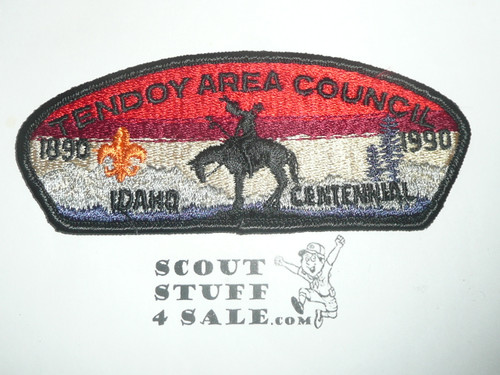 TENDOY AREA COUNCIL
1890 1990
IDAHO CENTENNIAL
SCOUT
STUFF
4 SALE.COM